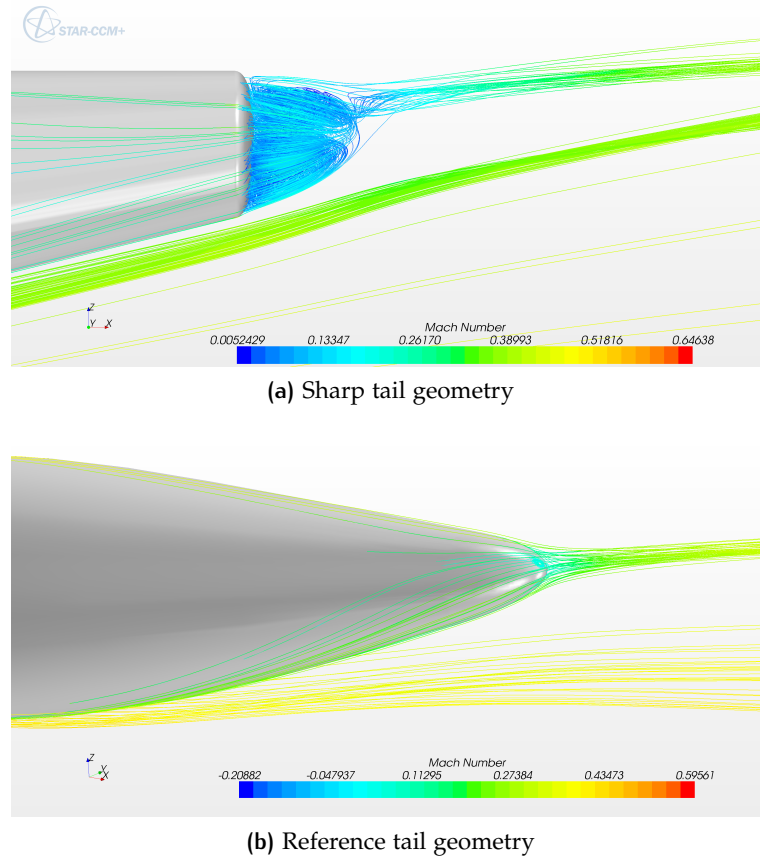 STAR-CCM+
Z
Y X
Mach Number
0.0052429 0.13347 0.26170 0.38993 0.51816 0.64638
(a) Sharp tail geometry
Z
Y
X
Mach Number
-0.20882 -0.047937 0.11295 0.27384 0.43473 0.59561
(b) Reference tail geometry